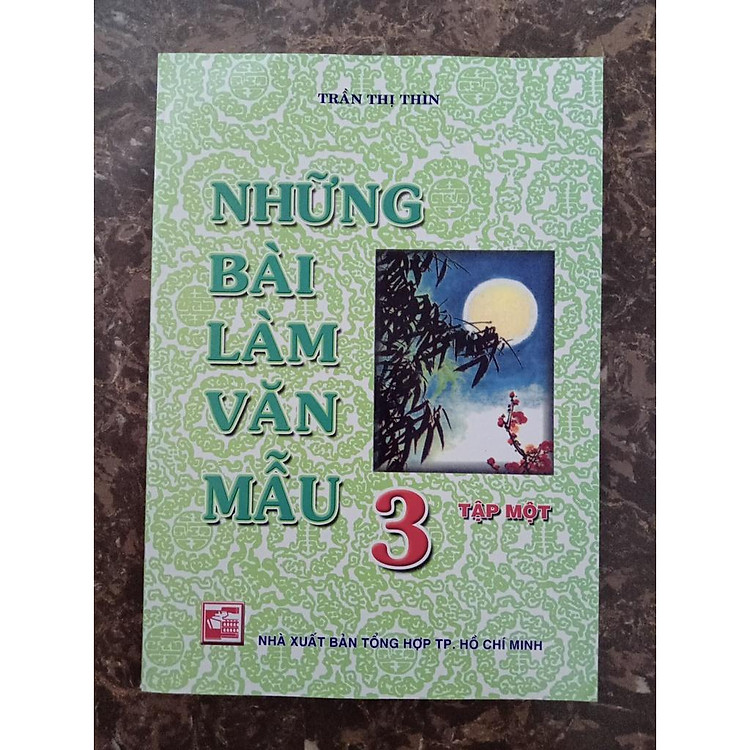 TRẦN THỊ THÌN
NHỮNG
BÀI
LÀM
VĂN
MẪU
3
TẬP MỘT
NHÀ XUẤT BẢN TỔNG HỢP TP. HỒ CHÍ MINH